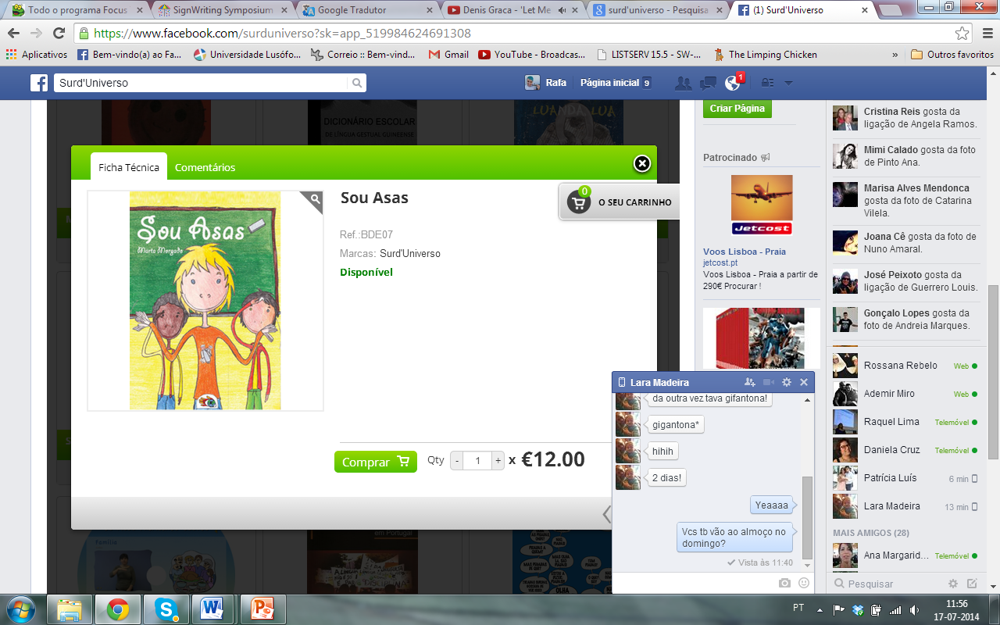 Todo o programa Focus
SignWriting Symposium
Google Tradutor
Denis Graca - 'Let Me
surd'universo - Pesquisa
(1) Surd'Universo
https://www.facebook.com/surduniverso?sk=app_519984624691308
Aplicativos
Bem-vindo(a) ao Fa...
Universidade Lusófo...
Correio :: Bem-vind...
Gmail
YouTube - Broadcas...
LISTSERV 15.5 - SW-...
The Limping Chicken
»
Outros favoritos
Surd'Universo
Rafa
Página inicial 9
1
DICIONÁRIO ESCOLAR
DE LÍNGUA GESTUAL GUINEENSE
LUANDA, LUA
Ficha Técnica
Comentários
Sou Asas
Marta Morgado
Sou Asas
Ref.:BDE07
Marcas: Surd'Universo
Disponível
0
O SEU CARRINHO
Comprar
Qty - 1 + x €12.00
Família
em Portugal
Criar Página
Patrocinado
Jetcost
Voos Lisboa - Praia
jetcost.pt
Voos Lisboa - Praia a partir de
290€ Procurar !
Cristina Reis gosta da
ligação de Angela Ramos.
Mimi Calado gosta da foto
de Pinto Ana.
Marisa Alves Mendonca
gosta da foto de Catarina
Vilela.
Joana Cê gosta da foto de
Nuno Amaral.
José Peixoto gosta da
ligação de Guerrero Louis.
Gonçalo Lopes gosta da
foto de Andreia Marques.
Rossana Rebelo Web
Ademir Miro Web
Raquel Lima Telemóvel
Daniela Cruz Telemóvel
Patrícia Luís 6 min
Lara Madeira 13 min
MAIS AMIGOS (28)
Ana Margarid... Telemóvel
Pesquisar
Lara Madeira
da outra vez tava gifantona!
gigantona*
hihih
2 dias!
Yeaaaa
Vcs tb vão ao almoço no
domingo?
Vista às 11:40
PT
11:56
17-07-2014